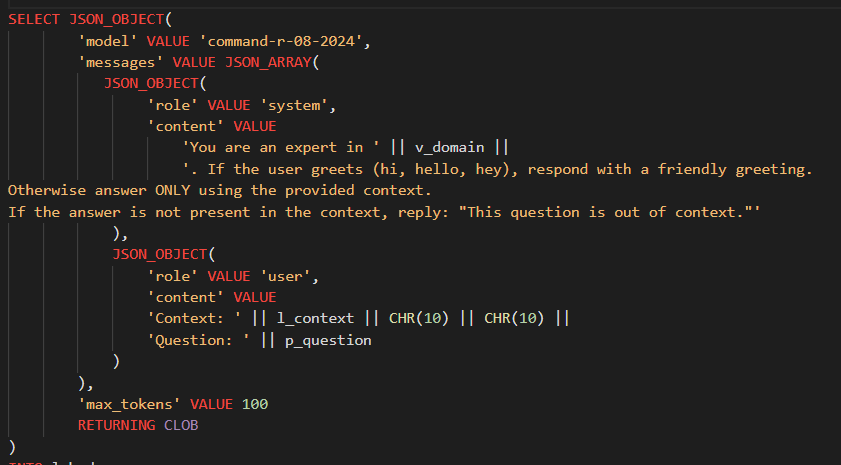 SELECT JSON_OBJECT(
'model' VALUE 'command-r-08-2024',
'messages' VALUE JSON_ARRAY(
JSON_OBJECT(
'role' VALUE 'system',
'content' VALUE
'You are an expert in ' || v_domain ||
'. If the user greets (hi, hello, hey), respond with a friendly greeting.
Otherwise answer ONLY using the provided context.
If the answer is not present in the context, reply: "This question is out of context."'
),
JSON_OBJECT(
'role' VALUE 'user',
'content' VALUE
'Context: ' || l_context || CHR(10) || CHR(10) ||
'Question: ' || p_question
)
),
'max_tokens' VALUE 100
RETURNING CLOB
)